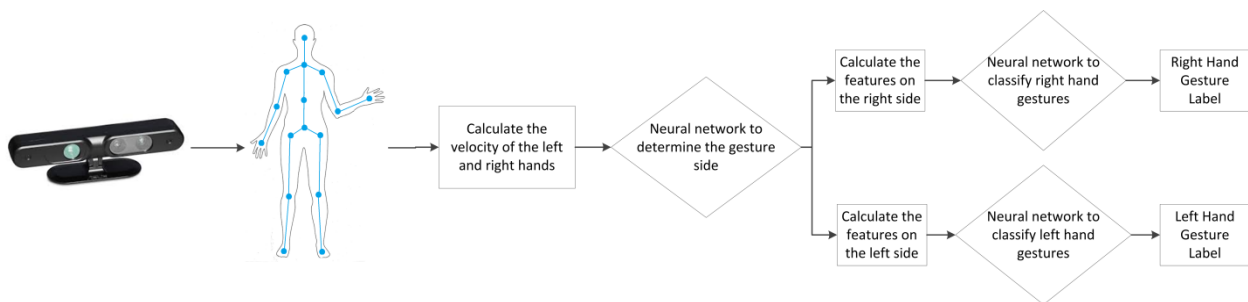 Calculate the
velocity of the left
and right hands
Neural network to
determine the gesture
side
Calculate the
features on
the right side
Neural network to
classify right hand
gestures
Right Hand
Gesture
Label
Calculate the
features on
the left side
Neural network to
classify left hand
gestures
Left Hand
Gesture
Label